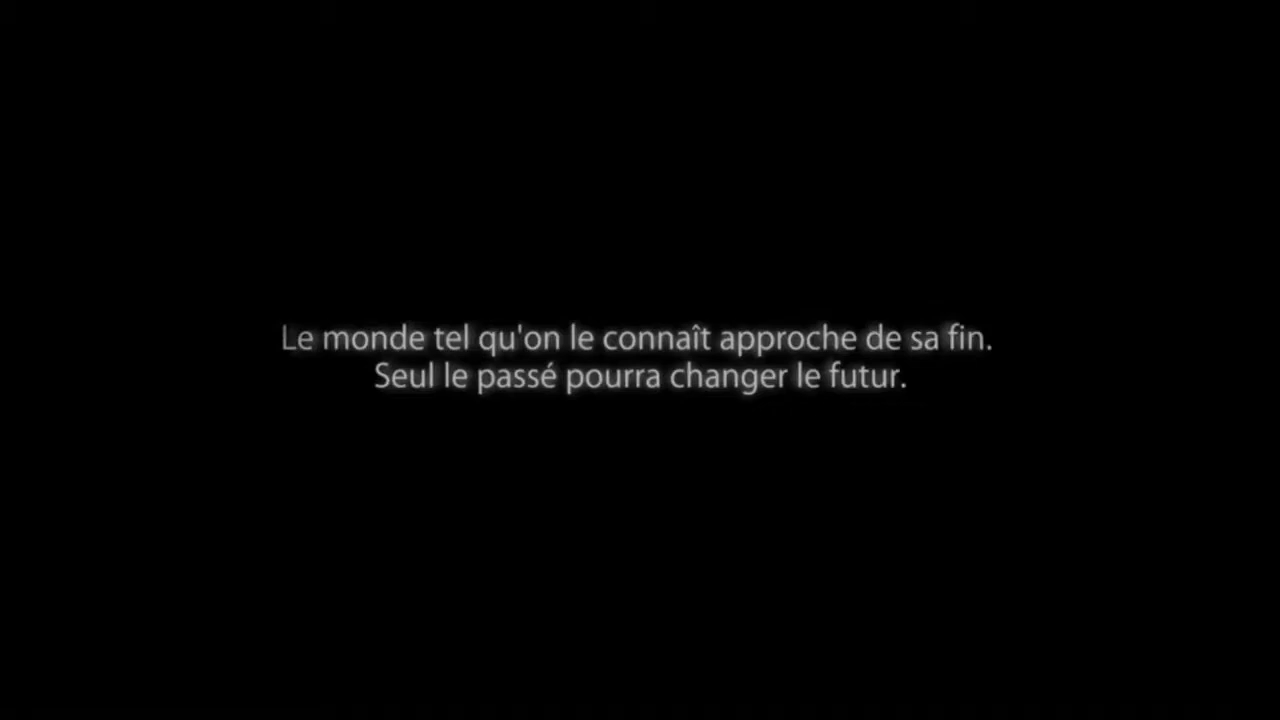 Le monde tel qu'on le connaît approche de sa fin.
Seul le passé pourra changer le futur.